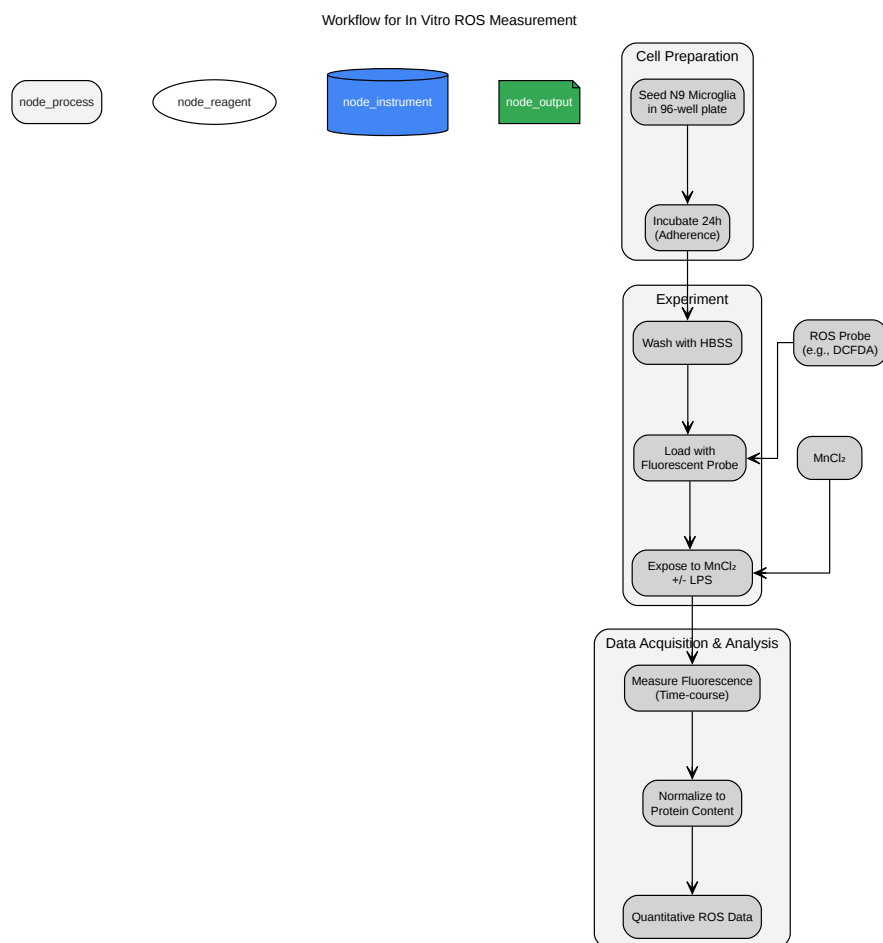 Workflow for In Vitro ROS Measurement
node_process
node_reagent
node_instrument
node_output
Cell Preparation
Seed N9 Microglia
in 96-well plate
Incubate 24h
(Adherence)
Experiment
Wash with HBSS
ROS Probe
(e.g., DCFDA)
Load with
Fluorescent Probe
MnCl₂
Expose to MnCl₂
+/- LPS
Data Acquisition & Analysis
Measure Fluorescence
(Time-course)
Normalize to
Protein Content
Quantitative ROS Data